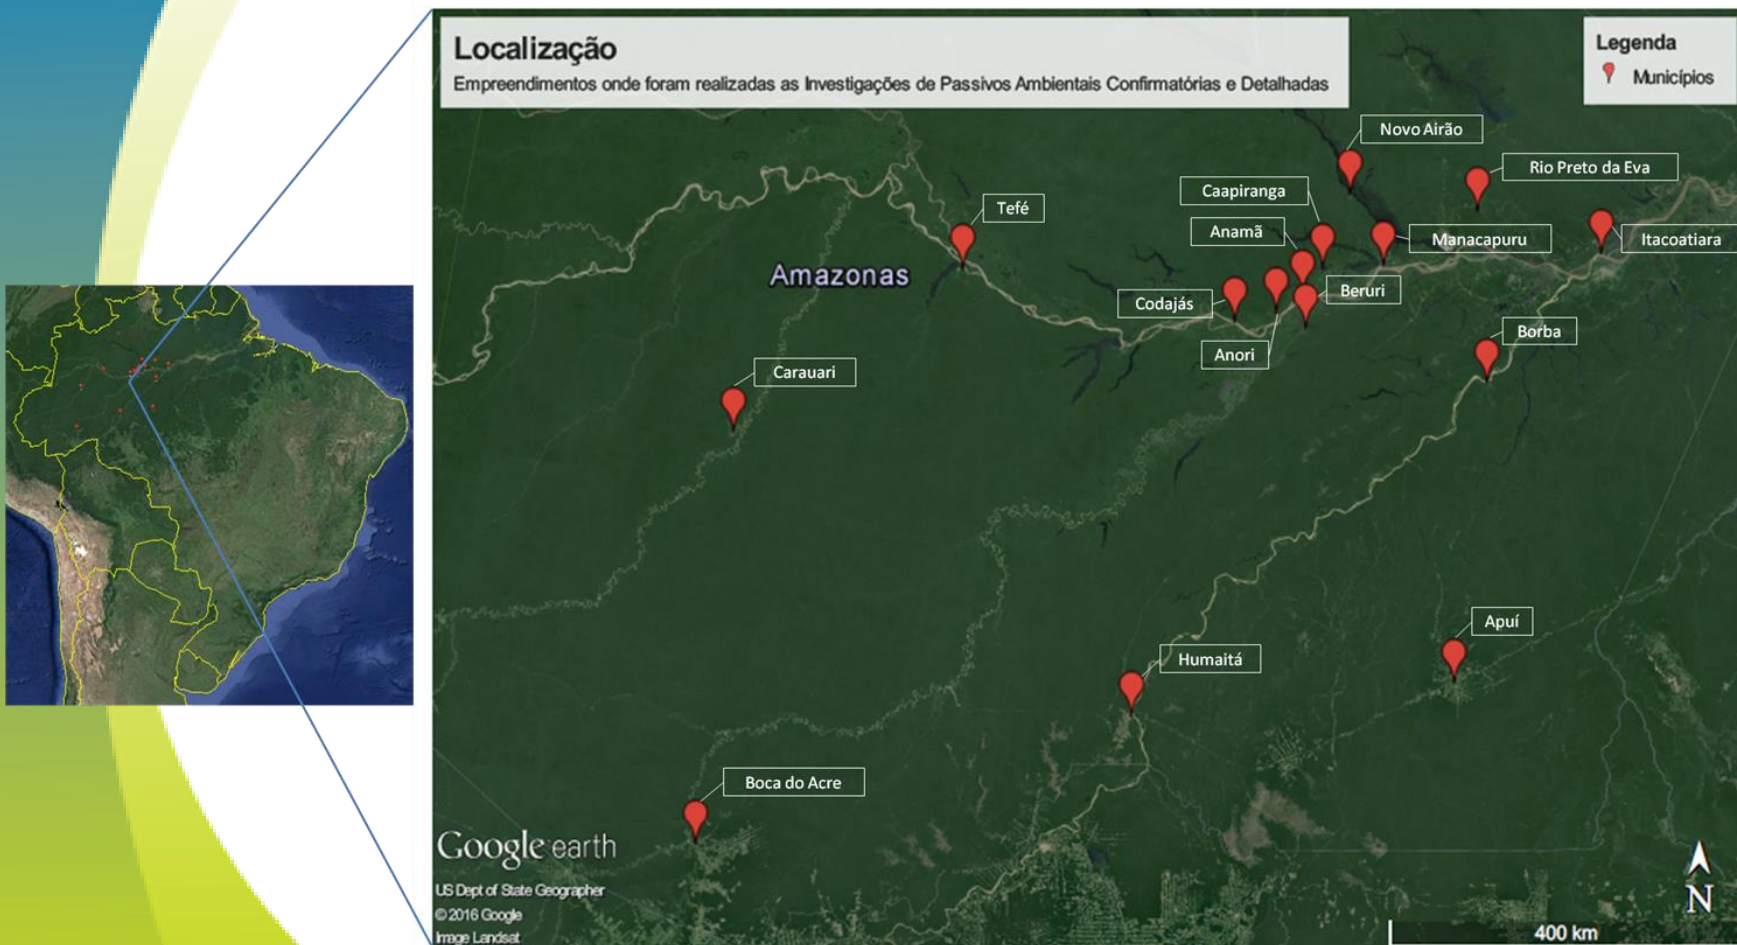 Localização
Empreendimentos onde foram realizadas as Investigações de Passivos Ambientais Confirmatórias e Detalhadas
Legenda
Municípios
Novo Airão
Rio Preto da Eva
Caapiranga
Tefé
Anamã
Manacapuru
Itacoatiara
Amazonas
Codajás
Beruri
Borba
Anori
Carauari
Apuí
Humaitá
Boca do Acre
Google earth
US Dept of State Geographer
© 2016 Google
Image Landsat
N
400 km